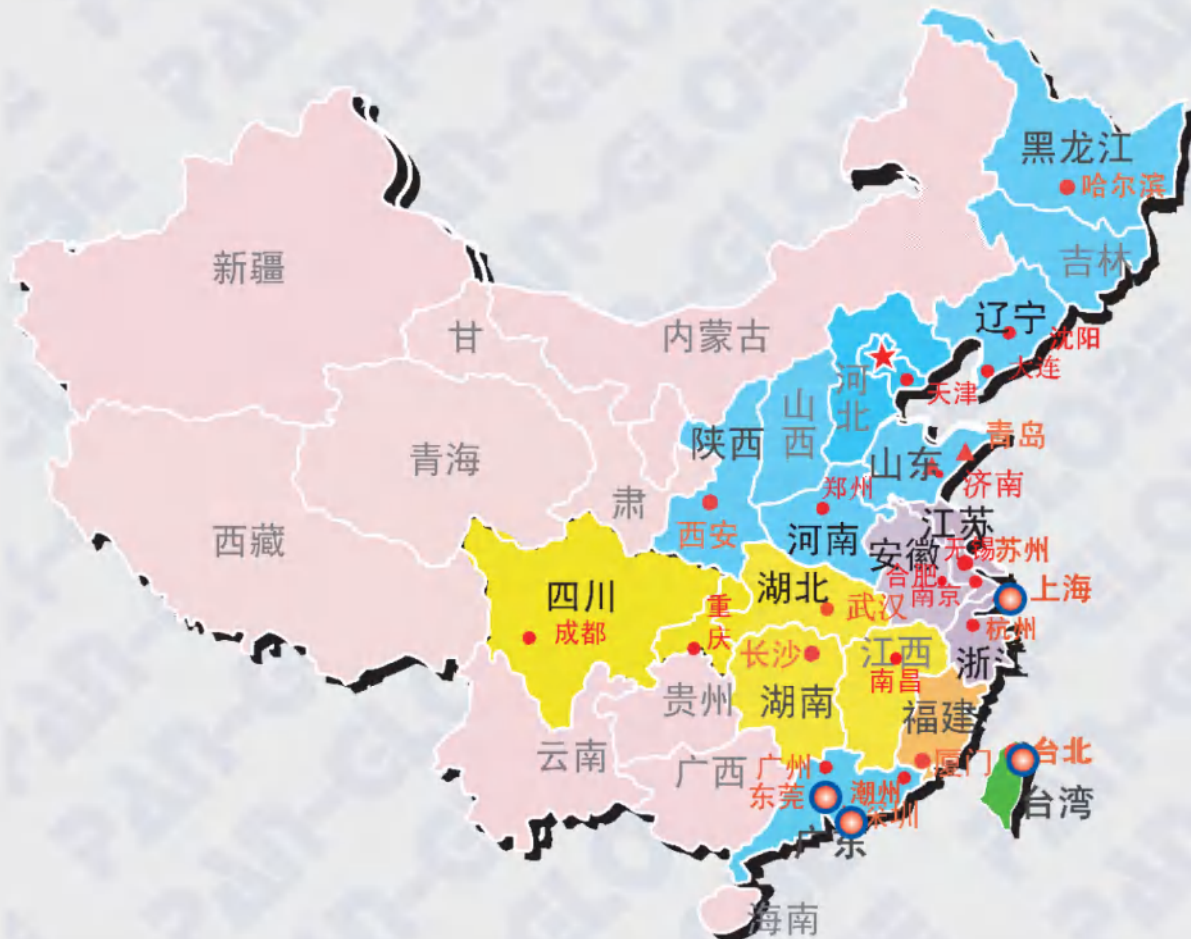 黑龙江
哈尔滨
吉林
新疆
辽宁
沈阳
甘
内蒙古
大连
河北
天津
山西
陕西
青岛
青海
山东
济南
郑州
肃
西安
河南
江苏
西藏
安徽
无锡
苏州
合肥
南京
上海
四川
湖北
武汉
重庆
成都
杭州
长沙
江西
浙江
南昌
贵州
湖南
福建
云南
广西
广州
厦门
台北
东莞
潮州
台湾
深圳
广东
海南